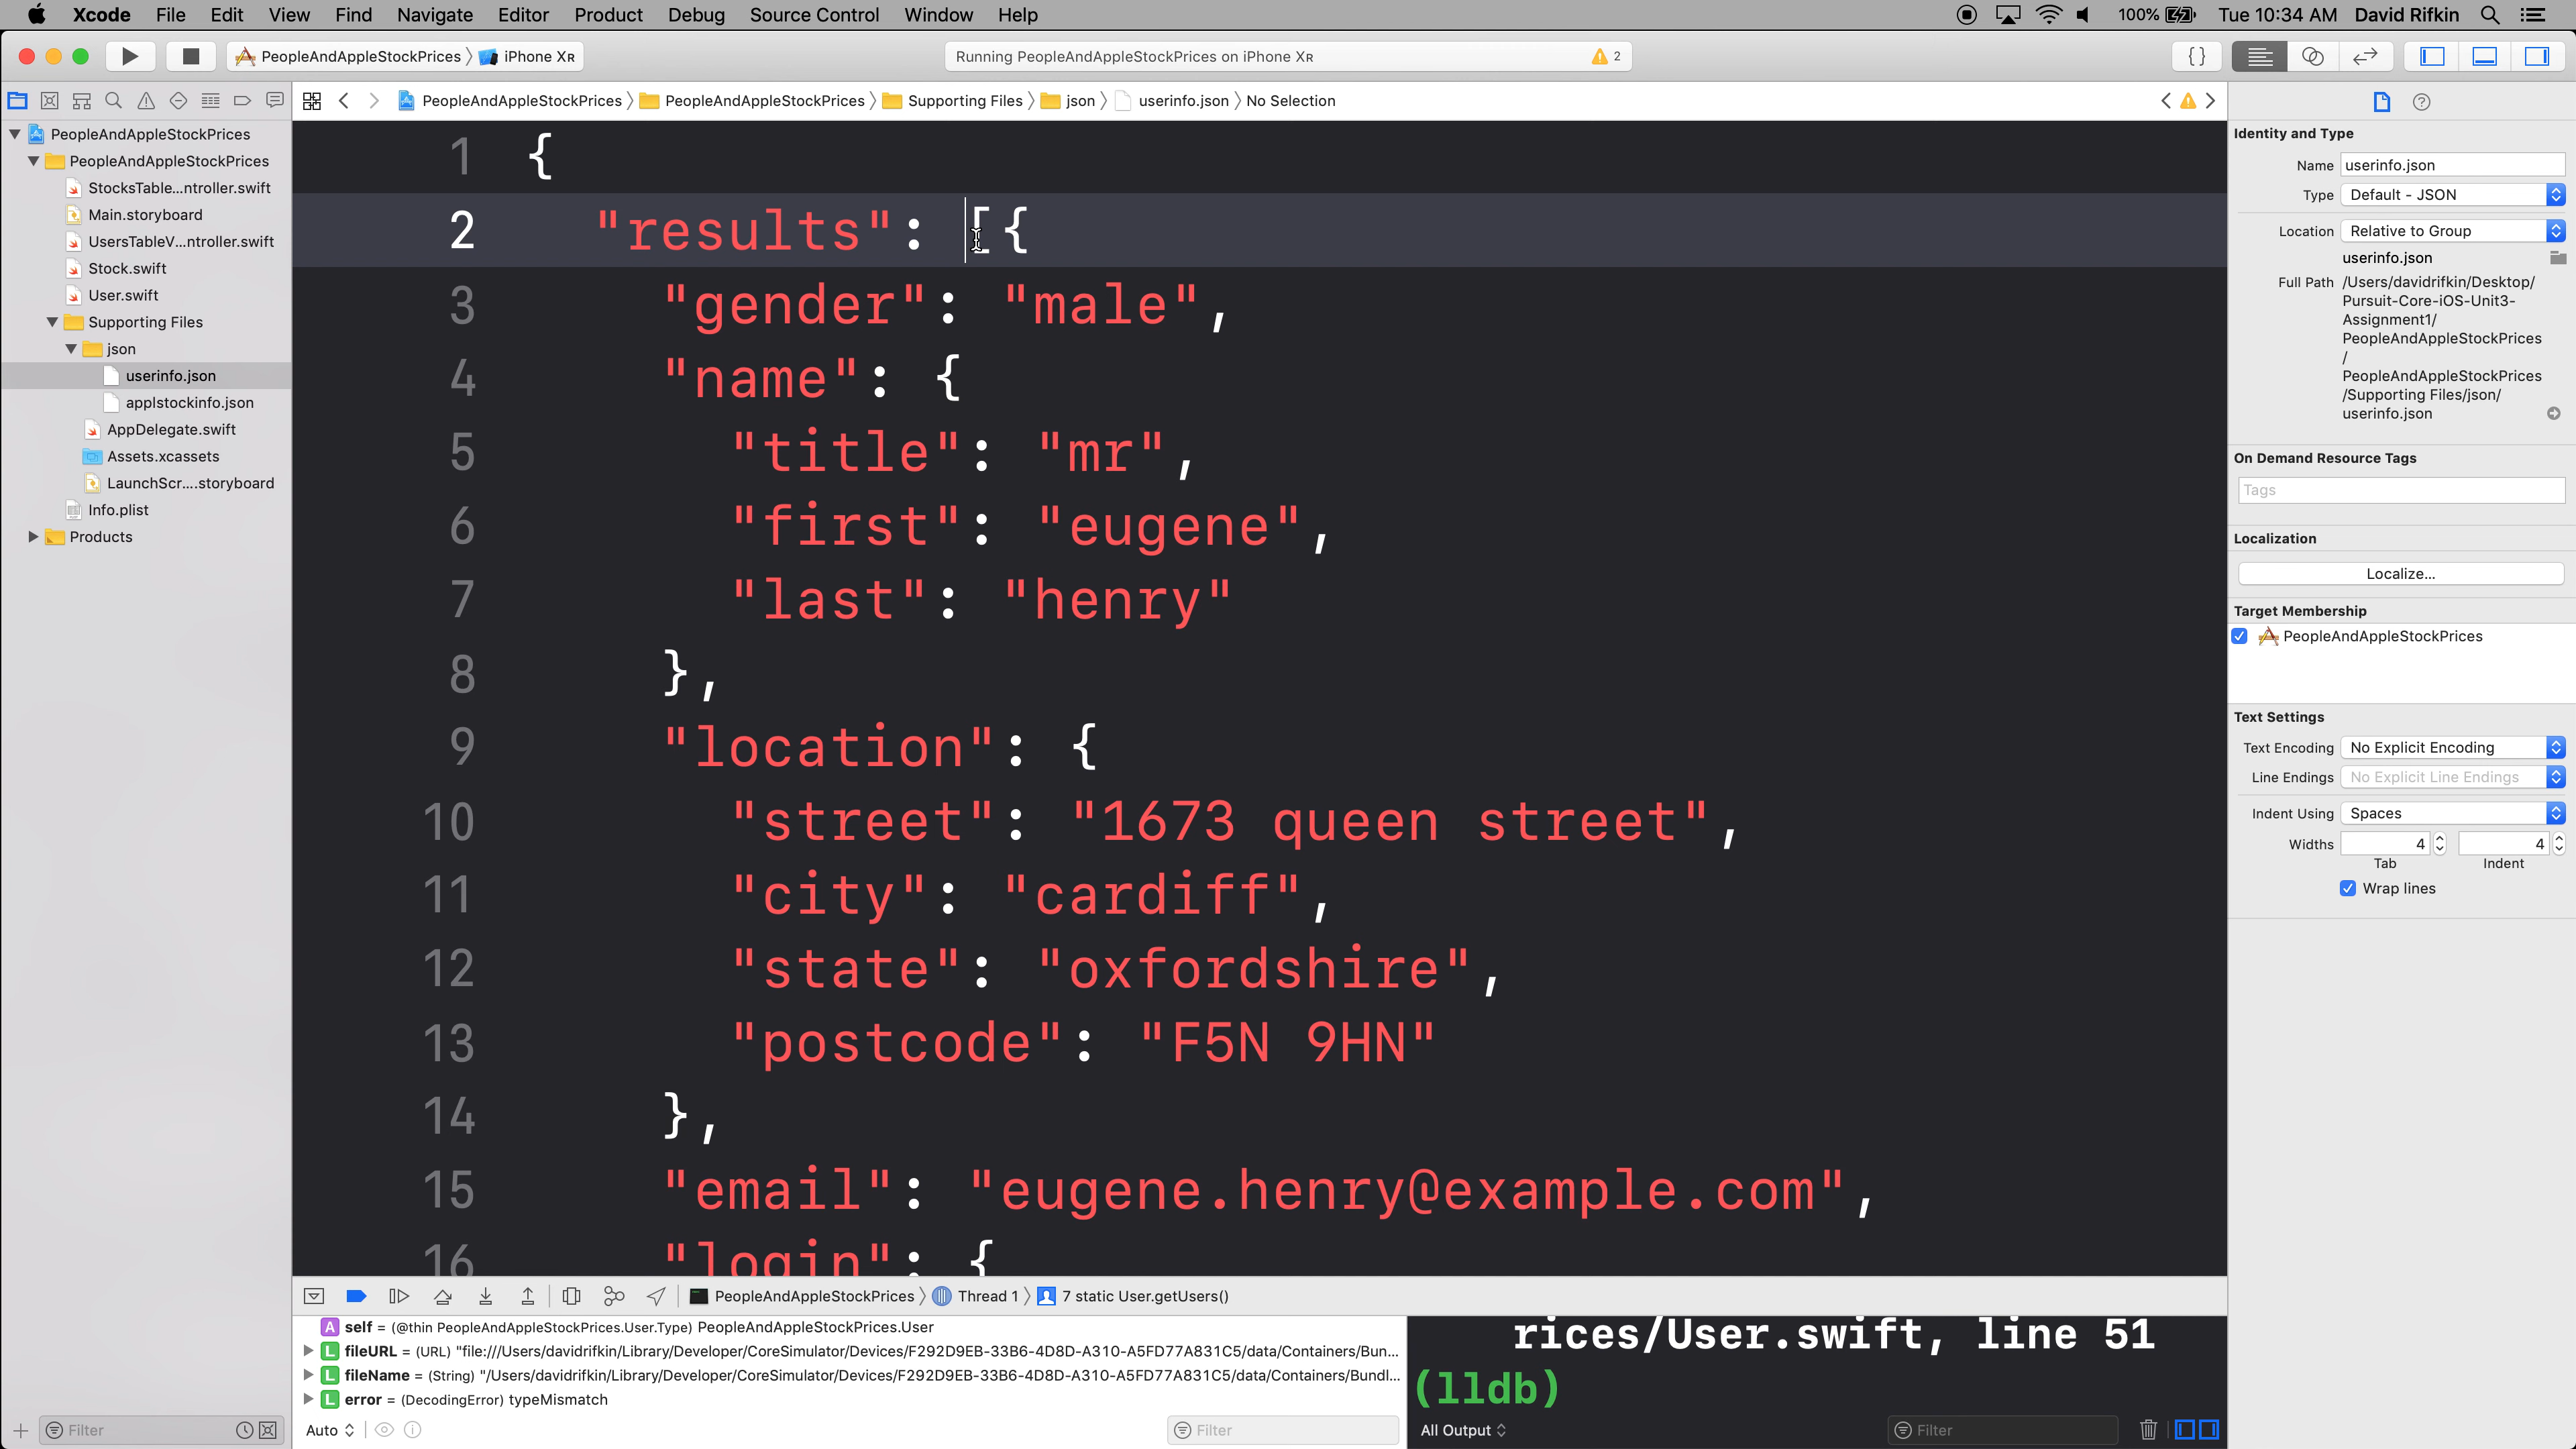 Xcode File Edit View Find Navigate Editor Product Debug Source Control Window Help 100% Tue 10:34 AM David Rifkin
PeopleAndAppleStockPrices iPhone XR Running PeopleAndAppleStockPrices on iPhone XR 2 {}
PeopleAndAppleStockPrices PeopleAndAppleStockPrices Supporting Files json userinfo.json No Selection
PeopleAndAppleStockPrices
PeopleAndAppleStockPrices
StocksTable...ntroller.swift
Main.storyboard
UsersTableV...ntroller.swift
Stock.swift
User.swift
Supporting Files
json
userinfo.json
applstockinfo.json
AppDelegate.swift
Assets.xcassets
LaunchScr....storyboard
Info.plist
Products
Filter
1 {
2 "results": [{
3 "gender": "male",
4 "name": {
5 "title": "mr",
6 "first": "eugene",
7 "last": "henry"
8 },
9 "location": {
10 "street": "1673 queen street",
11 "city": "cardiff",
12 "state": "oxfordshire",
13 "postcode": "F5N 9HN"
14 },
15 "email": "eugene.henry@example.com",
16 "login": {
PeopleAndAppleStockPrices Thread 1 7 static User.getUsers()
A self = (@thin PeopleAndAppleStockPrices.User.Type) PeopleAndAppleStockPrices.User
L fileURL = (URL) "file:///Users/davidrifkin/Library/Developer/CoreSimulator/Devices/F292D9EB-33B6-4D8D-A310-A5FD77A831C5/data/Containers/Bun...
L fileName = (String) "/Users/davidrifkin/Library/Developer/CoreSimulator/Devices/F292D9EB-33B6-4D8D-A310-A5FD77A831C5/data/Containers/Bundl...
L error = (DecodingError) typeMismatch
Auto Filter
rices/User.swift, line 51
(lldb)
All Output Filter
Identity and Type
Name userinfo.json
Type Default - JSON
Location Relative to Group
userinfo.json
Full Path /Users/davidrifkin/Desktop/
Pursuit-Core-iOS-Unit3-
Assignment1/
PeopleAndAppleStockPrices
/
PeopleAndAppleStockPrices
/Supporting Files/json/
userinfo.json
On Demand Resource Tags
Tags
Localization
Localize...
Target Membership
PeopleAndAppleStockPrices
Text Settings
Text Encoding No Explicit Encoding
Line Endings No Explicit Line Endings
Indent Using Spaces
Widths 4 4
Tab Indent
Wrap lines